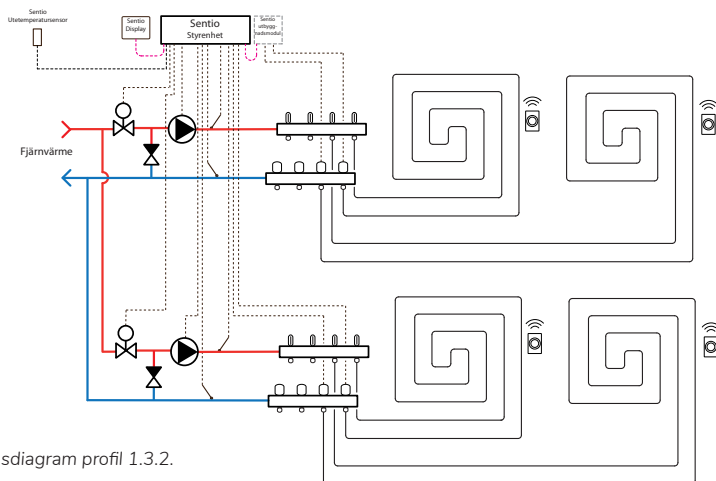 Sentio
Utetemperatursensor
Sentio
Display
Sentio
Styrenhet
Sentio
utbygg-
nadsmodul
Fjärnvärme
sdiagram profil 1.3.2.